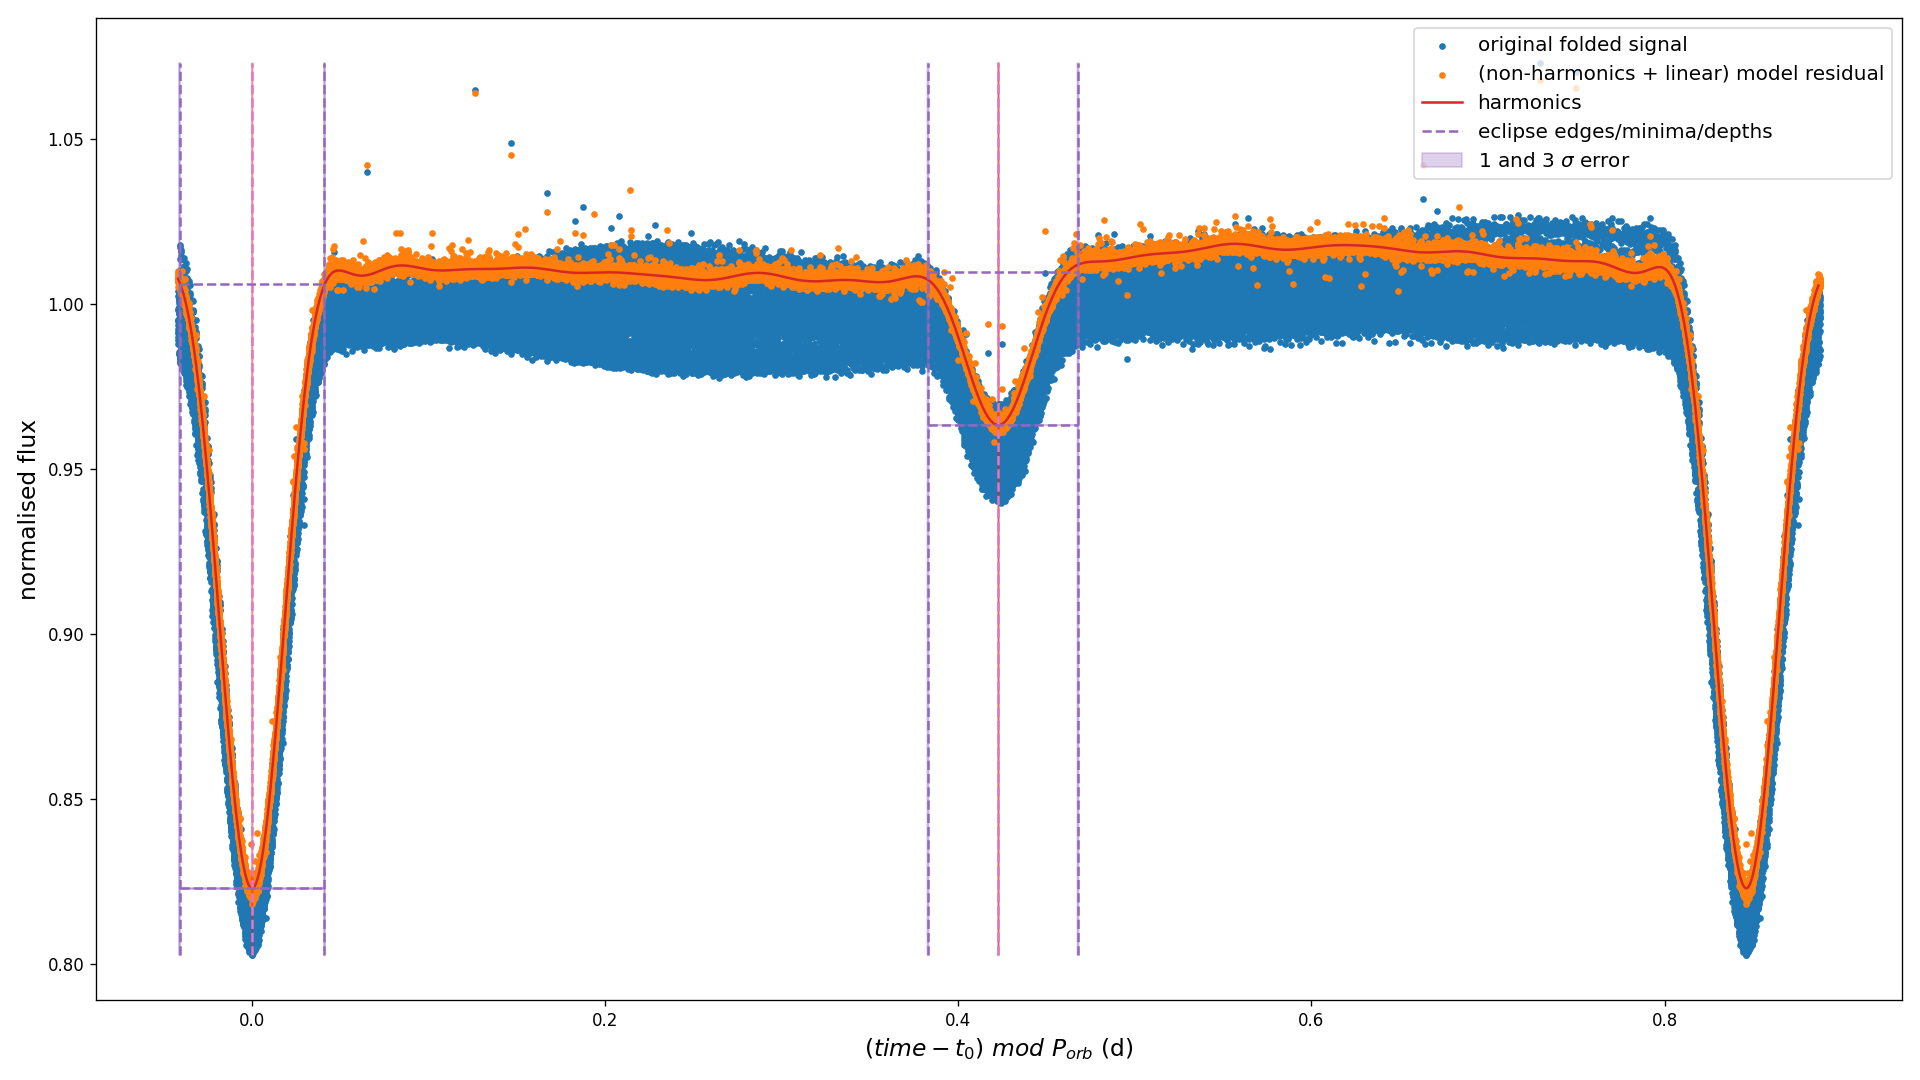 original folded signal
(non-harmonics + linear) model residual
harmonics
eclipse edges/minima/depths
1 and 3 σ error
normalised flux
1.05
1.00
0.95
0.90
0.85
0.80
0.0 0.2 0.4 0.6 0.8
(time − t₀) mod Pₒᵣb (d)